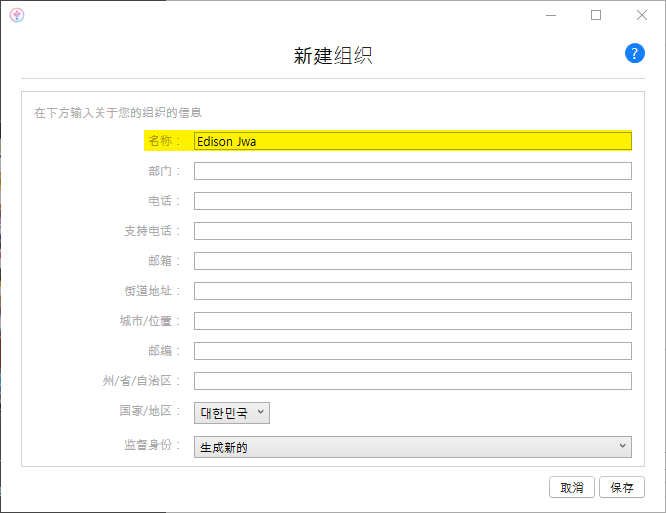 新建组织
?
在下方输入关于您的组织的信息
名称： Edison Jwa
部门：
电话：
支持电话：
邮箱：
街道地址：
城市/位置：
邮编：
州/省/自治区：
国家/地区： 대한민국
监督身份： 生成新的
取消 保存